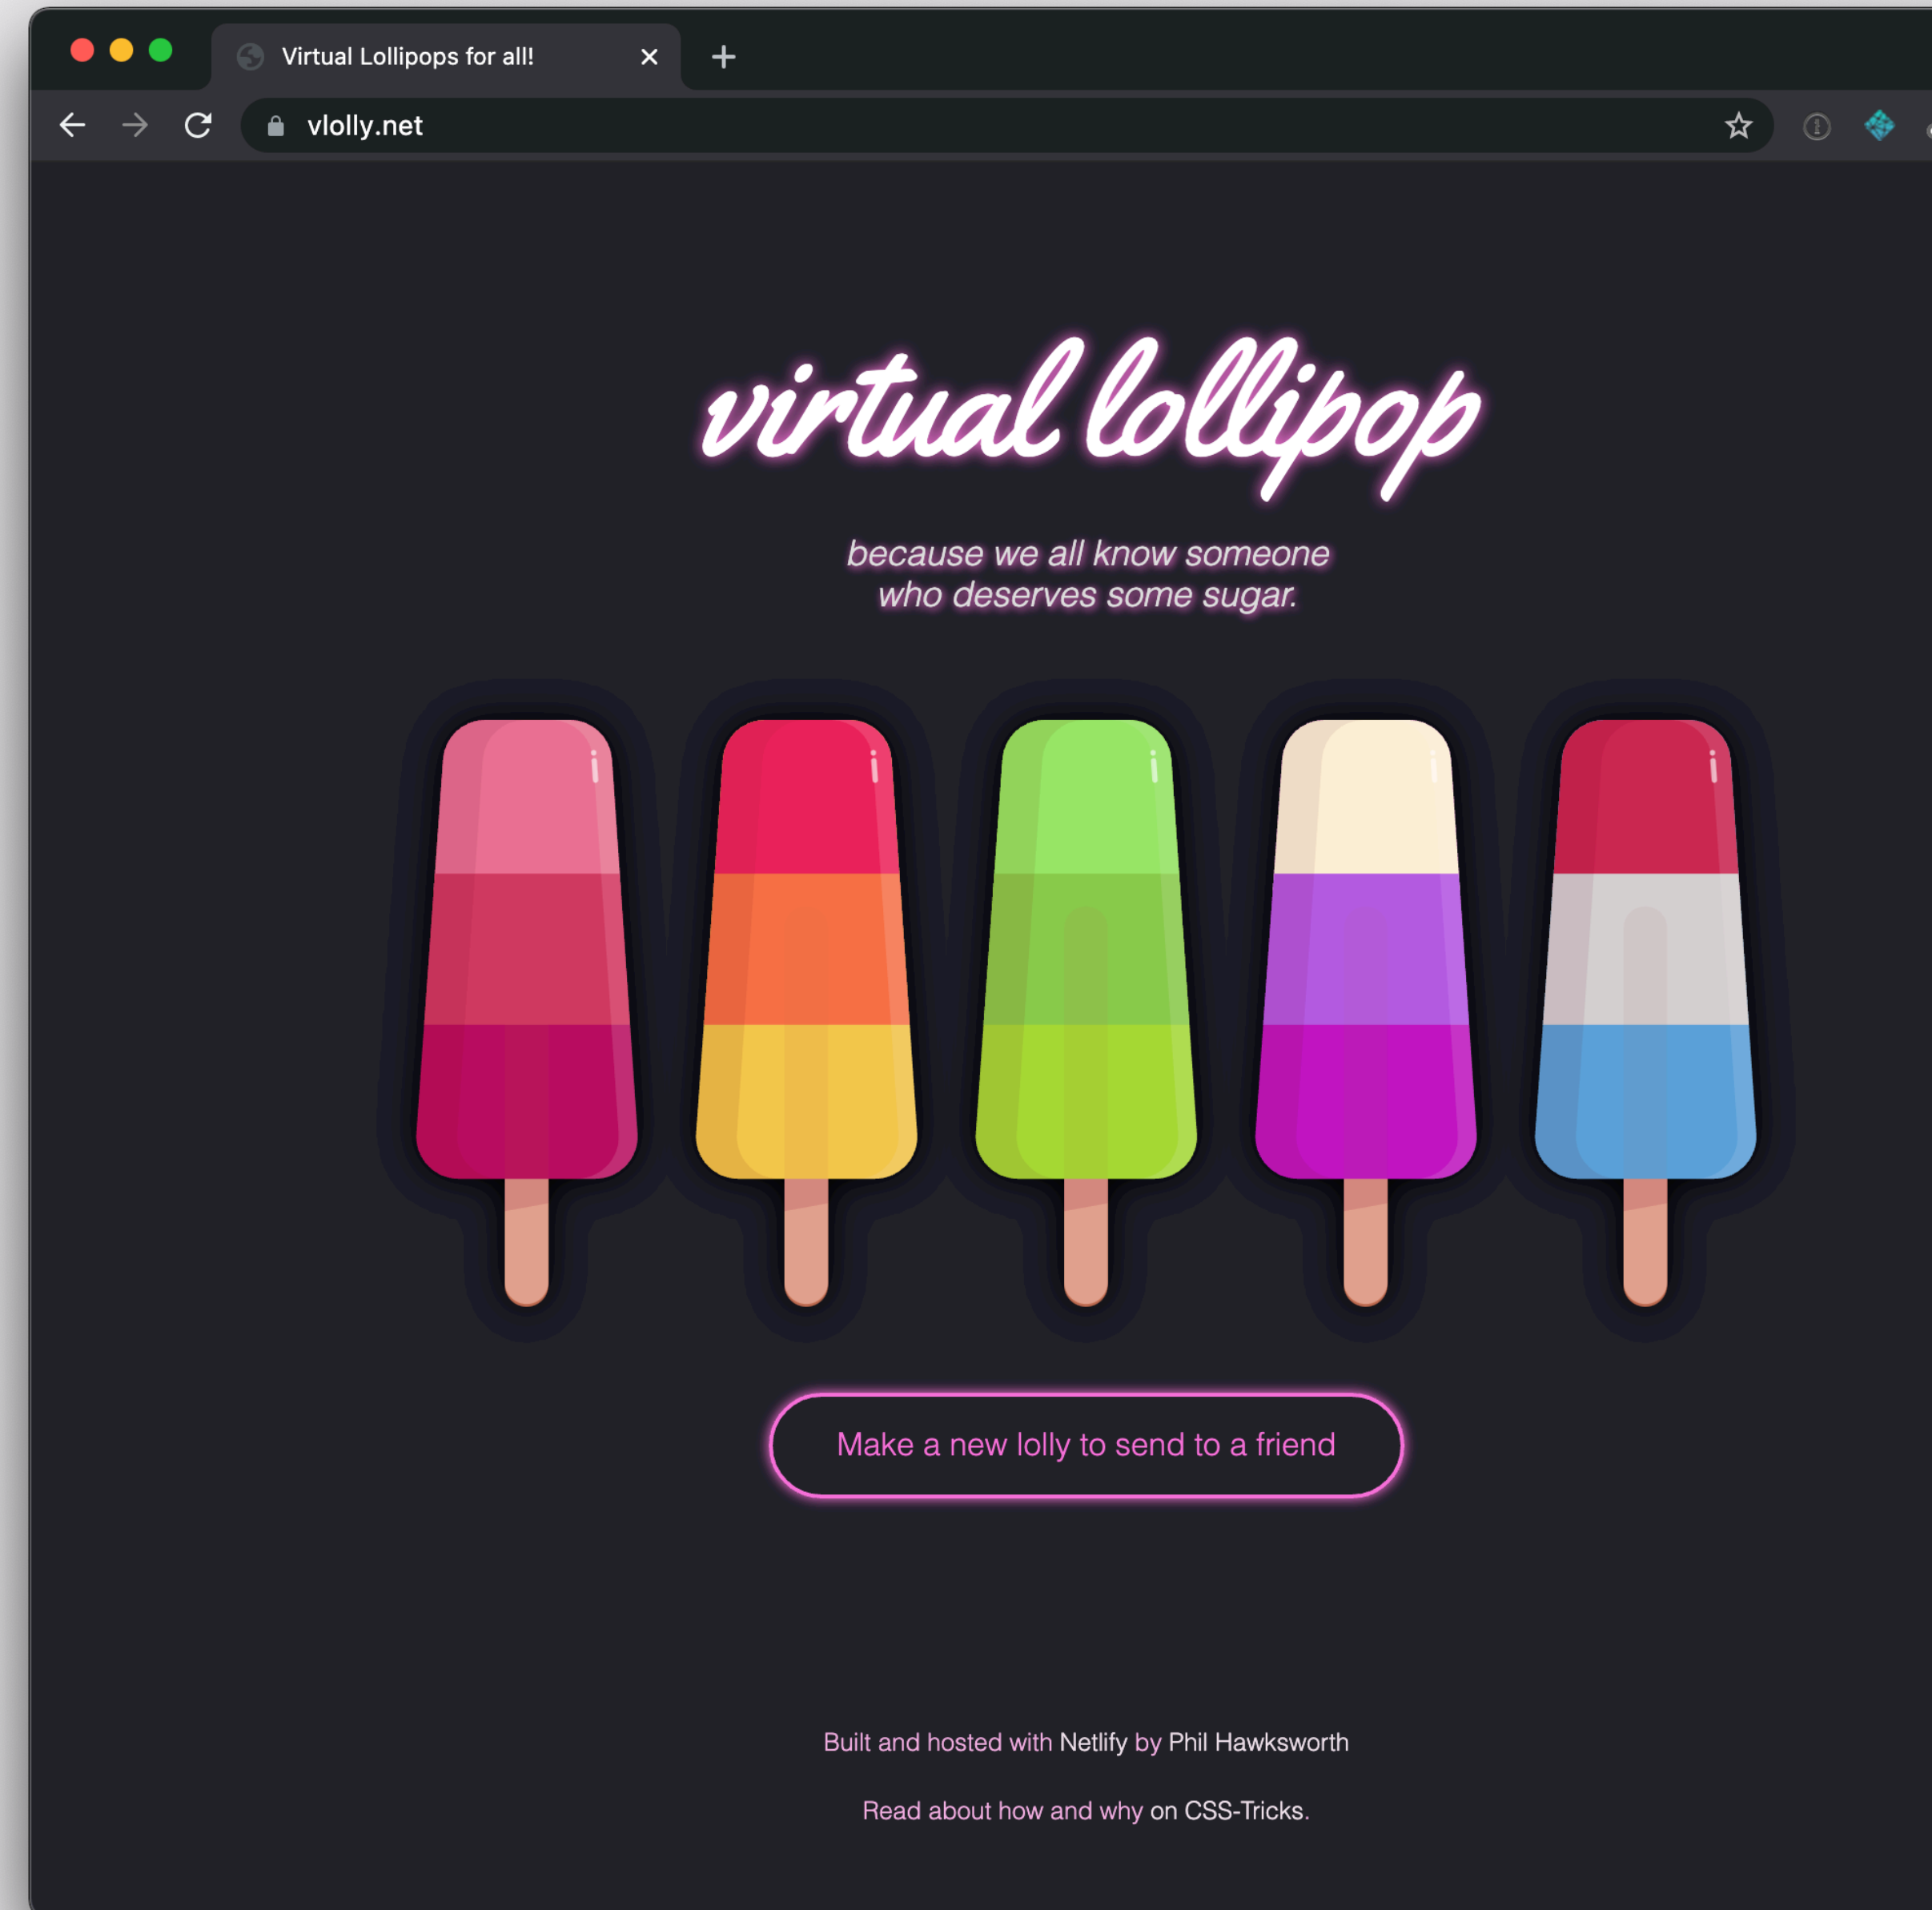 Virtual Lollipops for all!
vlolly.net
virtual lollipop
because we all know someone
who deserves some sugar.
Make a new lolly to send to a friend
Built and hosted with Netlify by Phil Hawksworth
Read about how and why on CSS-Tricks.